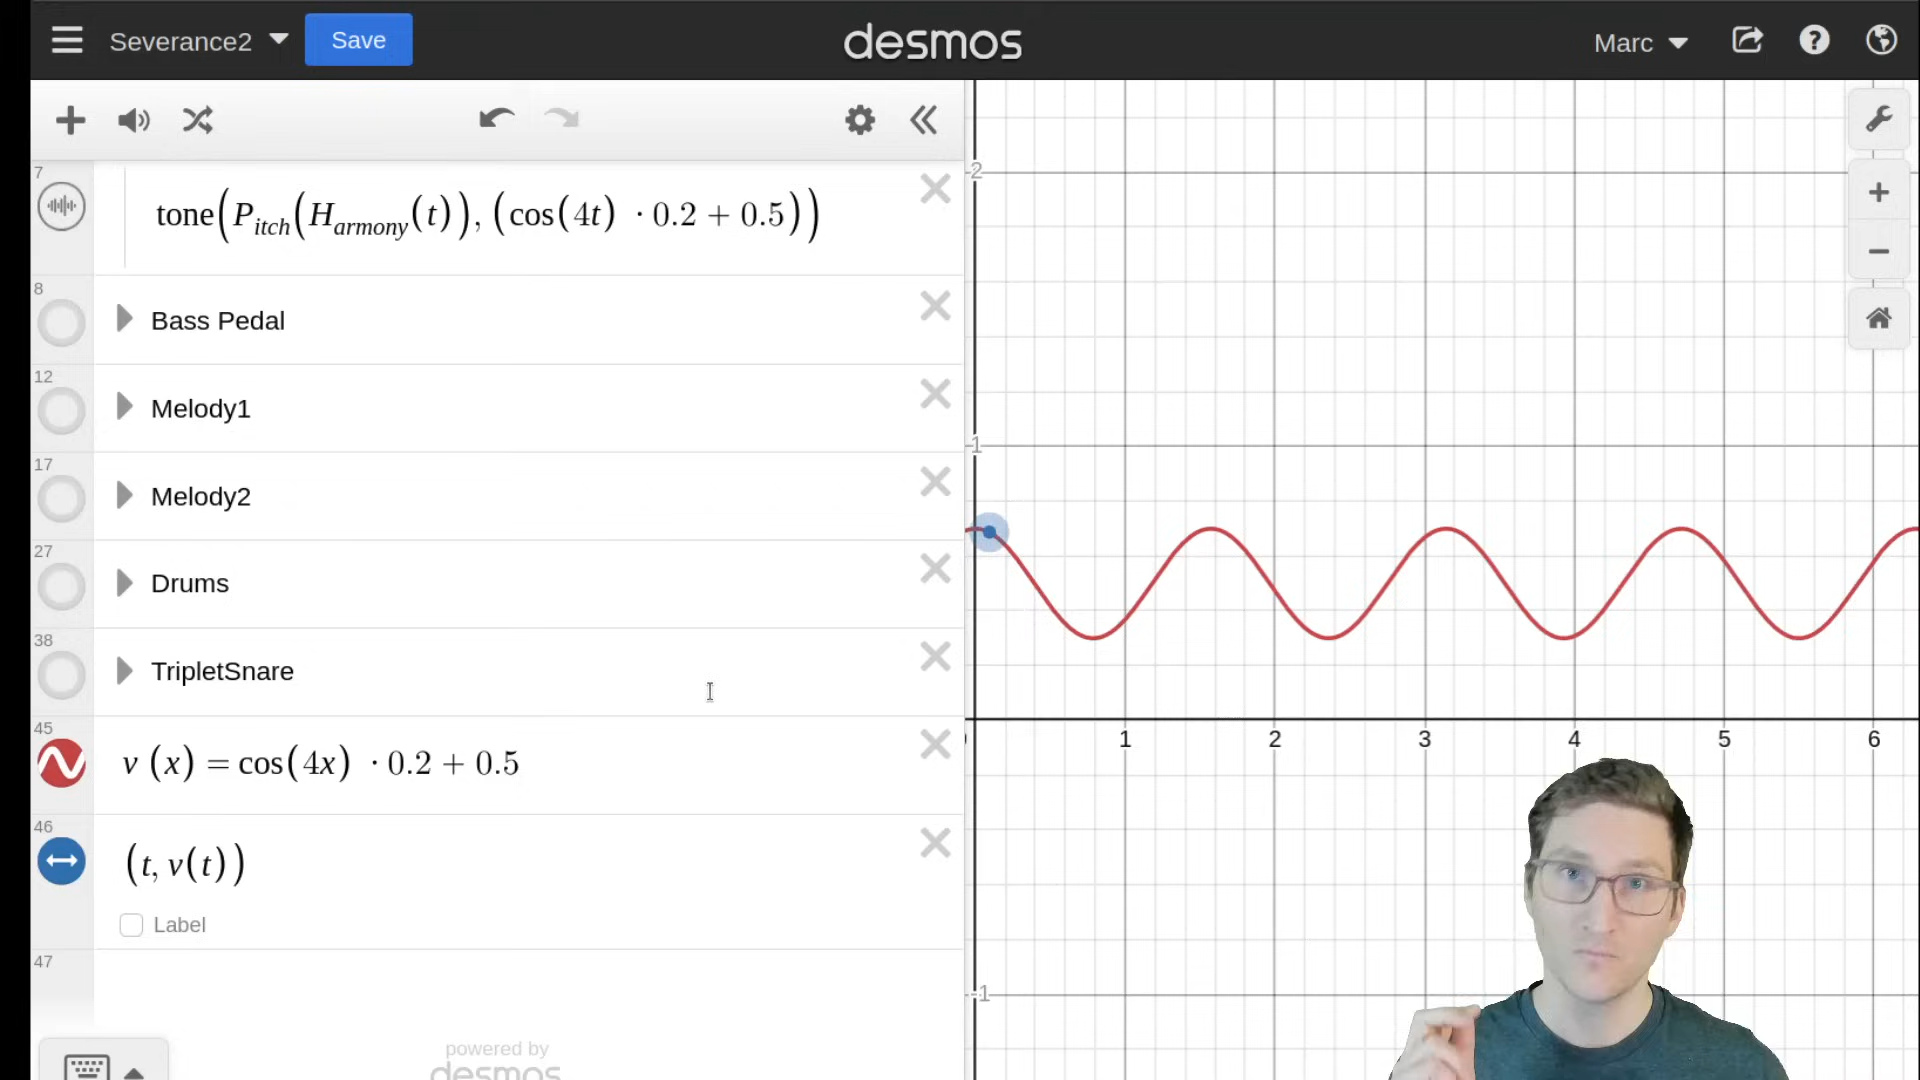 Severance2
Save
desmos
Marc
7
tone(P_itch(H_armony(t)), (cos(4t) · 0.2 + 0.5))
8
Bass Pedal
12
Melody1
17
Melody2
27
Drums
38
TripletSnare
45
v (x) = cos(4x) · 0.2 + 0.5
46
(t, v(t))
Label
47
powered by
desmos
2
1
1 2 3 4 5 6
-1